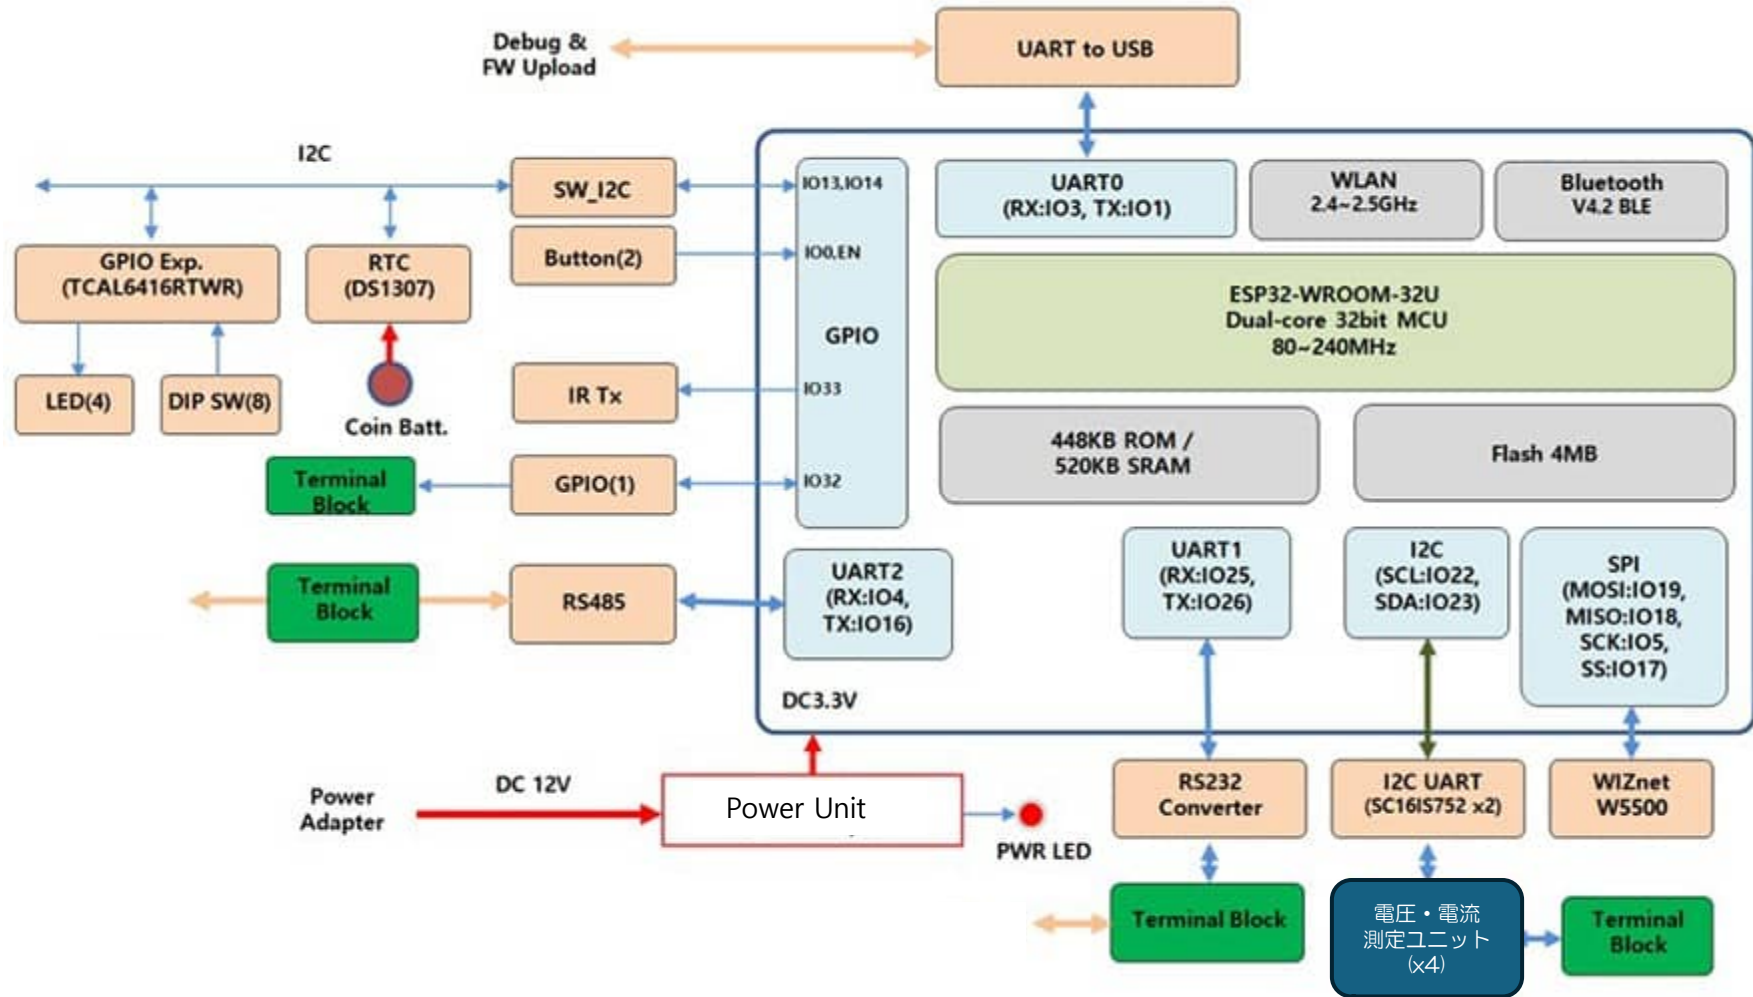 Debug &
FW Upload
UART to USB
I2C
SW_I2C
IO13,IO14
UART0
(RX:IO3, TX:IO1)
WLAN
2.4~2.5GHz
Bluetooth
V4.2 BLE
GPIO Exp.
(TCAL6416RTWR)
RTC
(DS1307)
Button(2)
IO0,EN
ESP32-WROOM-32U
Dual-core 32bit MCU
80~240MHz
GPIO
LED(4)
DIP SW(8)
Coin Batt.
IR Tx
IO33
448KB ROM /
520KB SRAM
Flash 4MB
Terminal
Block
GPIO(1)
IO32
Terminal
Block
RS485
UART2
(RX:IO4,
TX:IO16)
UART1
(RX:IO25,
TX:IO26)
I2C
(SCL:IO22,
SDA:IO23)
SPI
(MOSI:IO19,
MISO:IO18,
SCK:IO5,
SS:IO17)
DC3.3V
Power
Adapter
DC 12V
Power Unit
PWR LED
RS232
Converter
I2C UART
(SC16IS752 x2)
WIZnet
W5500
Terminal Block
電圧・電流
測定ユニット
(x4)
Terminal
Block